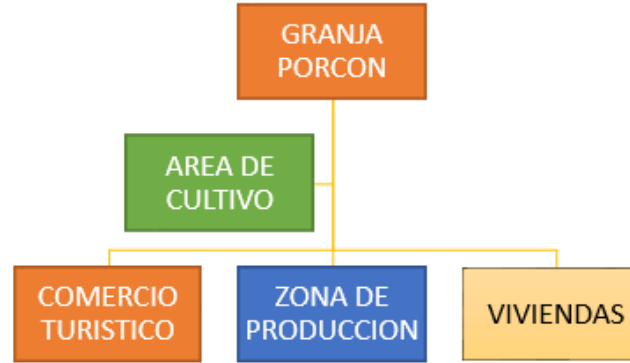 GRANJA
PORCON
AREA DE
CULTIVO
COMERCIO
TURISTICO
ZONA DE
PRODUCCION
VIVIENDAS